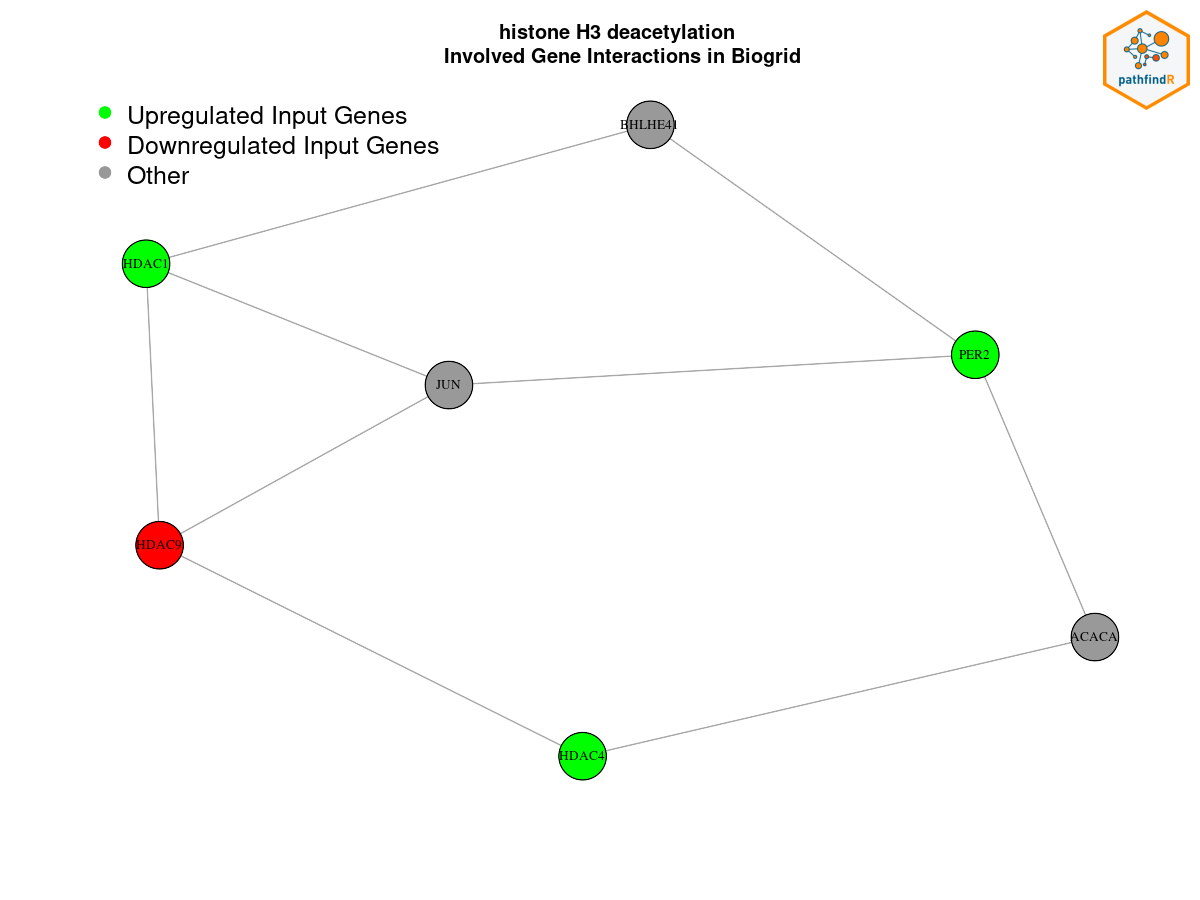 histone H3 deacetylation
Involved Gene Interactions in Biogrid
pathfindR
Upregulated Input Genes
Downregulated Input Genes
Other
BHLHE41
HDAC1
PER2
JUN
HDAC9
ACACA
HDAC4